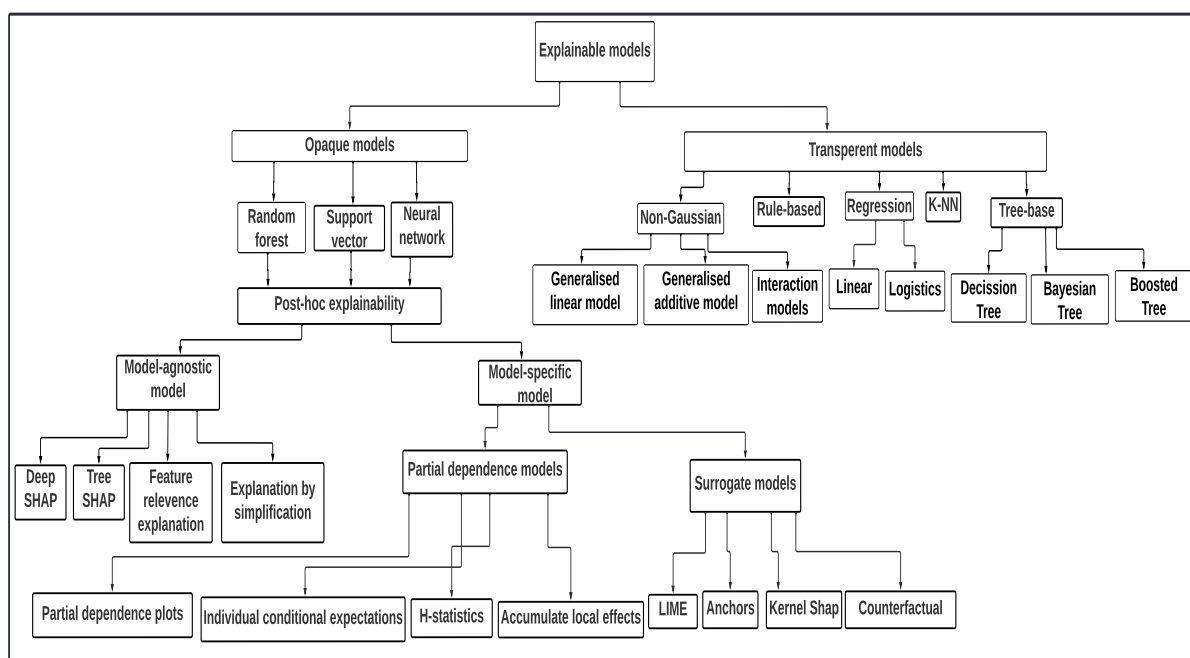 Explainable models
Opaque models
Transperent models
Random
forest
Support
vector
Neural
network
Non-Gaussian
Rule-based
Regression
K-NN
Tree-base
Generalised
linear model
Generalised
additive model
Interaction
models
Linear
Logistics
Decission
Tree
Bayesian
Tree
Boosted
Tree
Post-hoc explainability
Model-agnostic
model
Model-specific
model
Deep
SHAP
Tree
SHAP
Feature
relevence
explanation
Explanation by
simplification
Partial dependence models
Surrogate models
Partial dependence plots
Individual conditional expectations
H-statistics
Accumulate local effects
LIME
Anchors
Kernel Shap
Counterfactual